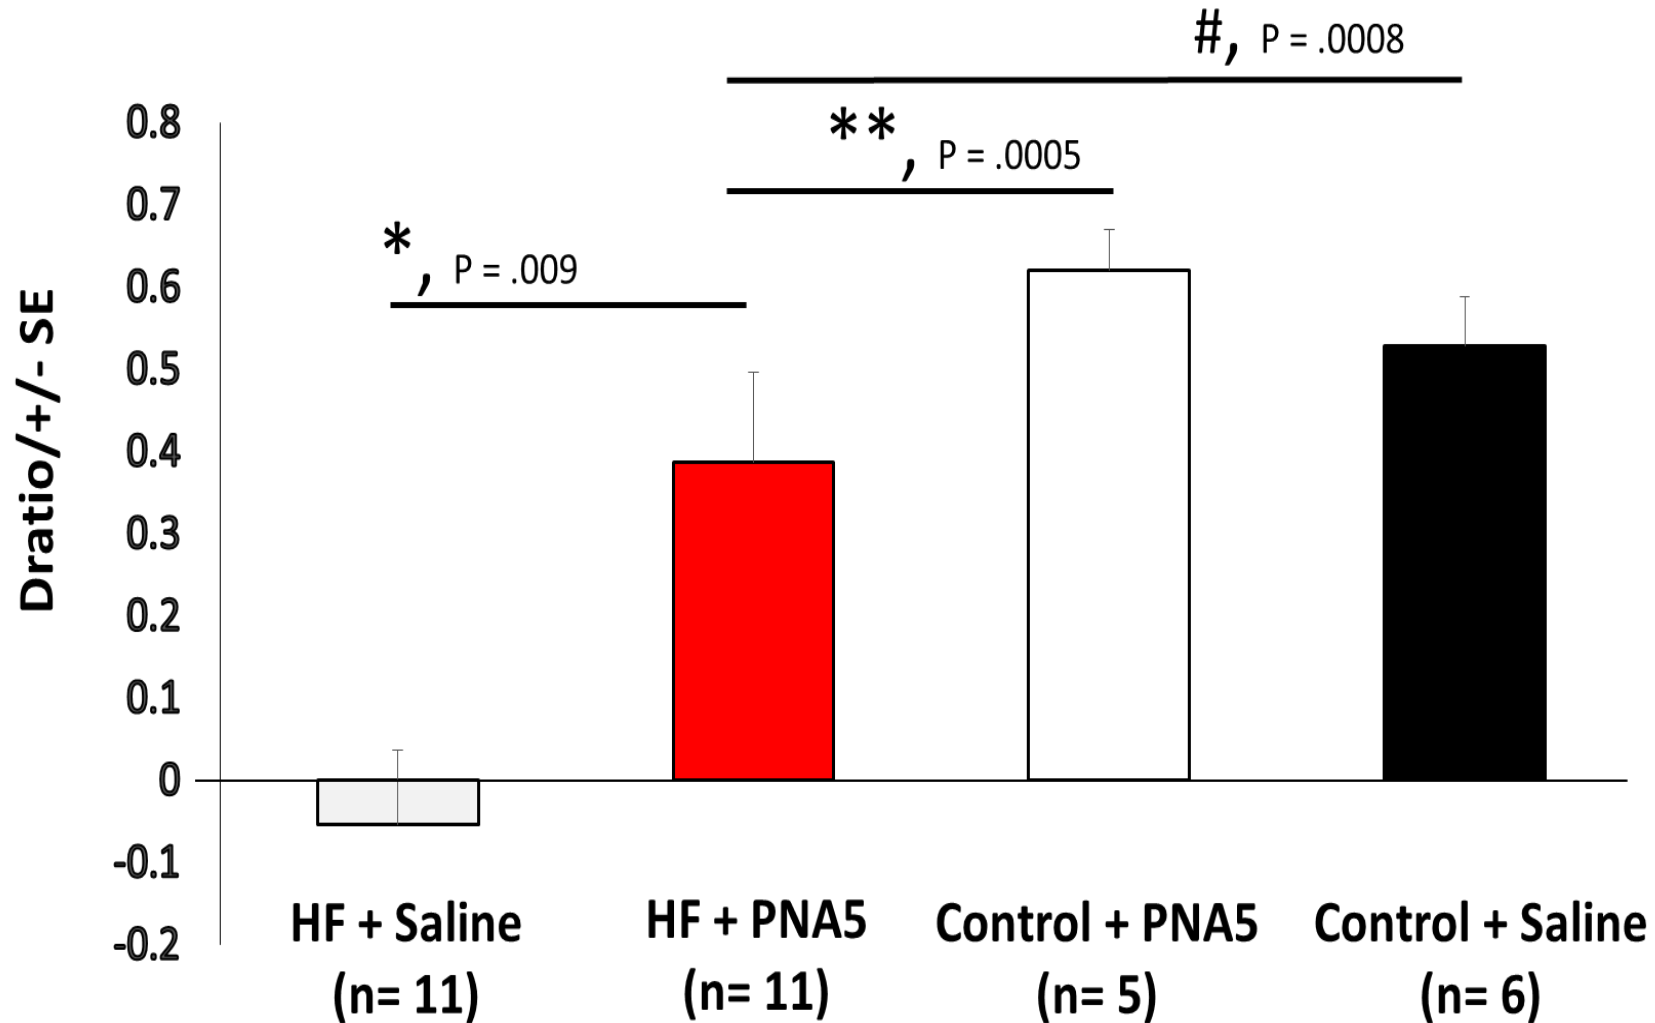 #, P = .0008
**, P = .0005
*, P = .009
Dratio/+/- SE
0.8
0.7
0.6
0.5
0.4
0.3
0.2
0.1
0
-0.1
-0.2
HF + Saline
(n= 11)
HF + PNA5
(n= 11)
Control + PNA5
(n= 5)
Control + Saline
(n= 6)